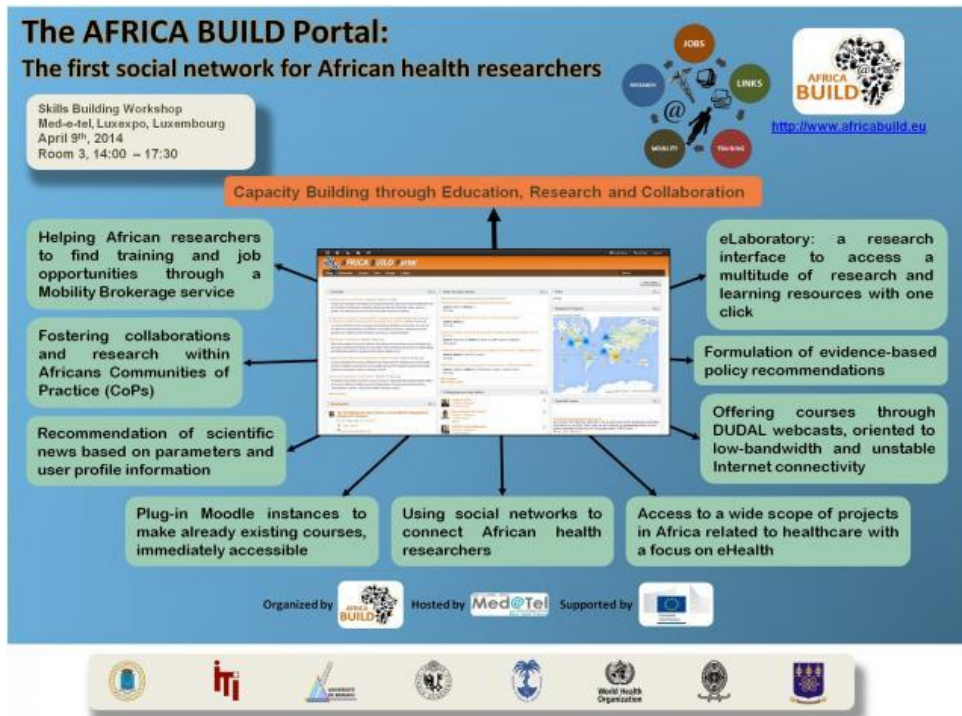 The AFRICA BUILD Portal:
The first social network for African health researchers
Skills Building Workshop
Med-e-tel, Luxexpo, Luxembourg
April 9th, 2014
Room 3, 14:00 – 17:30
JOBS
RESEARCH
LINKS
@
MOBILITY
TRAINING
AFRICA
BUILD
http://www.africabuild.eu
Capacity Building through Education, Research and Collaboration
Helping African researchers
to find training and job
opportunities through a
Mobility Brokerage service
Fostering collaborations
and research within
Africans Communities of
Practice (CoPs)
Recommendation of scientific
news based on parameters and
user profile information
AFRICA BUILD Portal
eLaboratory: a research
interface to access a
multitude of research and
learning resources with one
click
Formulation of evidence-based
policy recommendations
Offering courses through
DUDAL webcasts, oriented to
low-bandwidth and unstable
Internet connectivity
Plug-in Moodle instances to
make already existing courses,
immediately accessible
Using social networks to
connect African health
researchers
Access to a wide scope of projects
in Africa related to healthcare with
a focus on eHealth
Organized by
AFRICA
BUILD
Hosted by
Med@Tel
Supported by
iTi
World Health
Organization